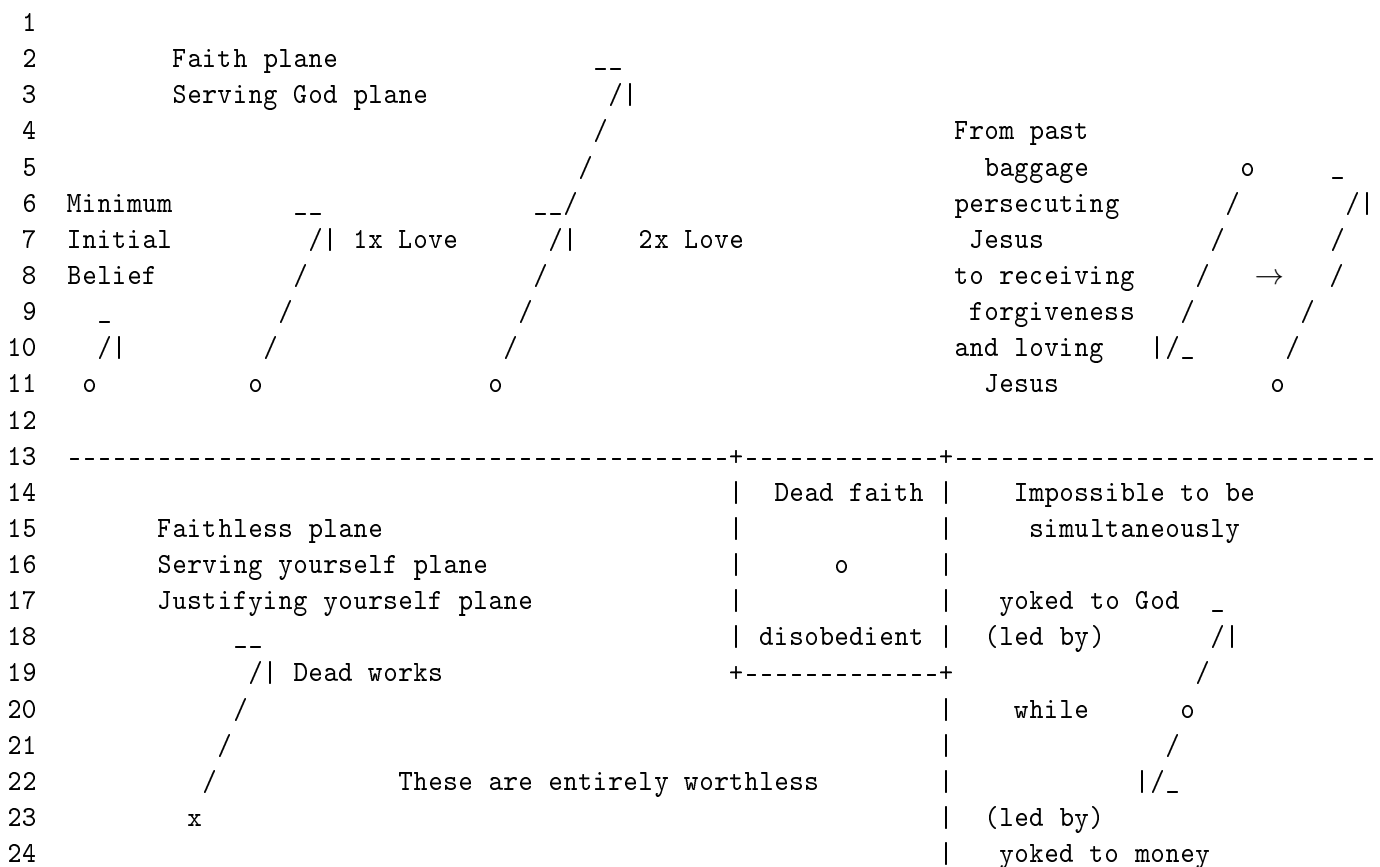 1
2 Faith plane __
3 Serving God plane /|
4 / From past
5 / baggage o _
6 Minimum __ __/ persecuting / /|
7 Initial /| 1x Love /| 2x Love Jesus / /
8 Belief / / to receiving / → /
9 _ / / forgiveness / /
10 /| / / and loving |/_ /
11 o o o Jesus o
12
13 --------------------------------------------+-------------+----------------------------
14 | Dead faith | Impossible to be
15 Faithless plane | | simultaneously
16 Serving yourself plane | o |
17 Justifying yourself plane | | yoked to God _
18 __ | disobedient | (led by) /|
19 /| Dead works +-------------+ /
20 / | while o
21 / | /
22 / These are entirely worthless | |/_
23 x | (led by)
24 | yoked to money